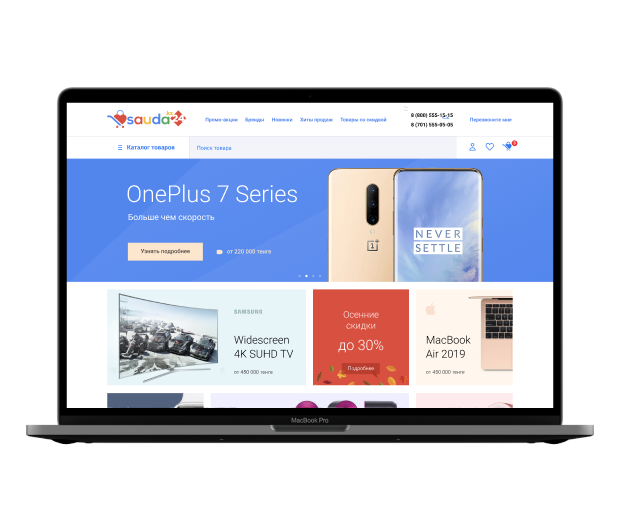 sauda24
kz
Промо-акции Бренды Новинки Хиты продаж Товары со скидкой
8 (800) 555-15-15
8 (701) 555-05-05
Перезвоните мне
Каталог товаров
Поиск товара
OnePlus 7 Series
Больше чем скорость
Узнать подробнее
от 220 000 тенге
NEVER
SETTLE
SAMSUNG
Widescreen
4K SUHD TV
от 450 000 тенге
Осенние
скидки
до 30%
Подробнее
MacBook
Air 2019
от 450 000 тенге
MacBook Pro